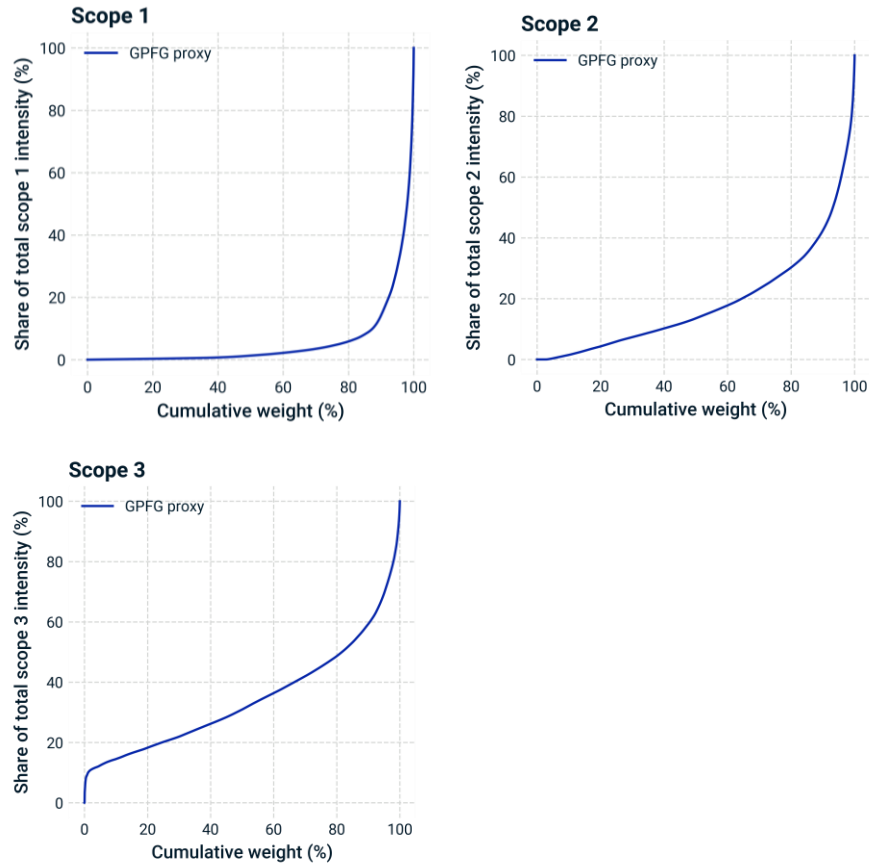 Scope 1
GPFG proxy
Share of total scope 1 intensity (%)
100
80
60
40
20
0
0 20 40 60 80 100
Cumulative weight (%)
Scope 2
GPFG proxy
Share of total scope 2 intensity (%)
100
80
60
40
20
0
0 20 40 60 80 100
Cumulative weight (%)
Scope 3
GPFG proxy
Share of total scope 3 intensity (%)
100
80
60
40
20
0
0 20 40 60 80 100
Cumulative weight (%)